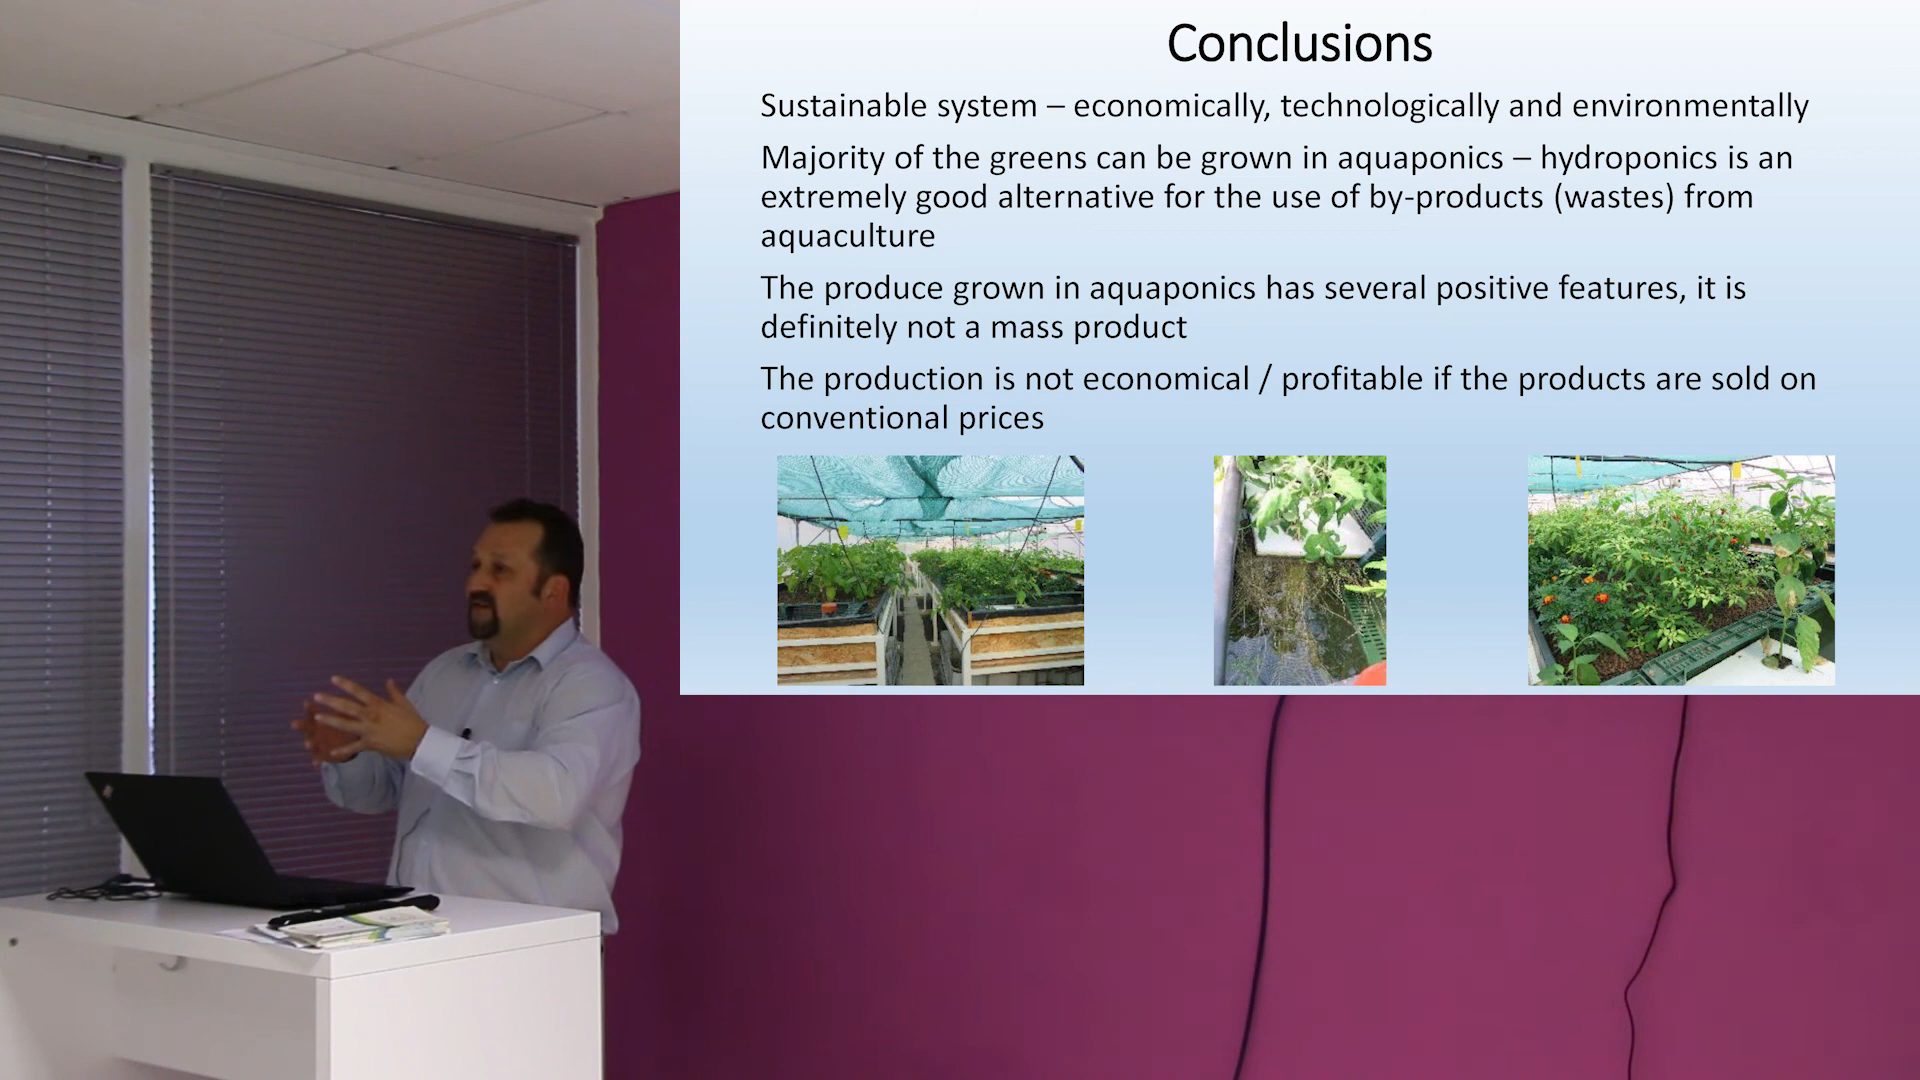 Conclusions
Sustainable system – economically, technologically and environmentally
Majority of the greens can be grown in aquaponics – hydroponics is an
extremely good alternative for the use of by-products (wastes) from
aquaculture
The produce grown in aquaponics has several positive features, it is
definitely not a mass product
The production is not economical / profitable if the products are sold on
conventional prices